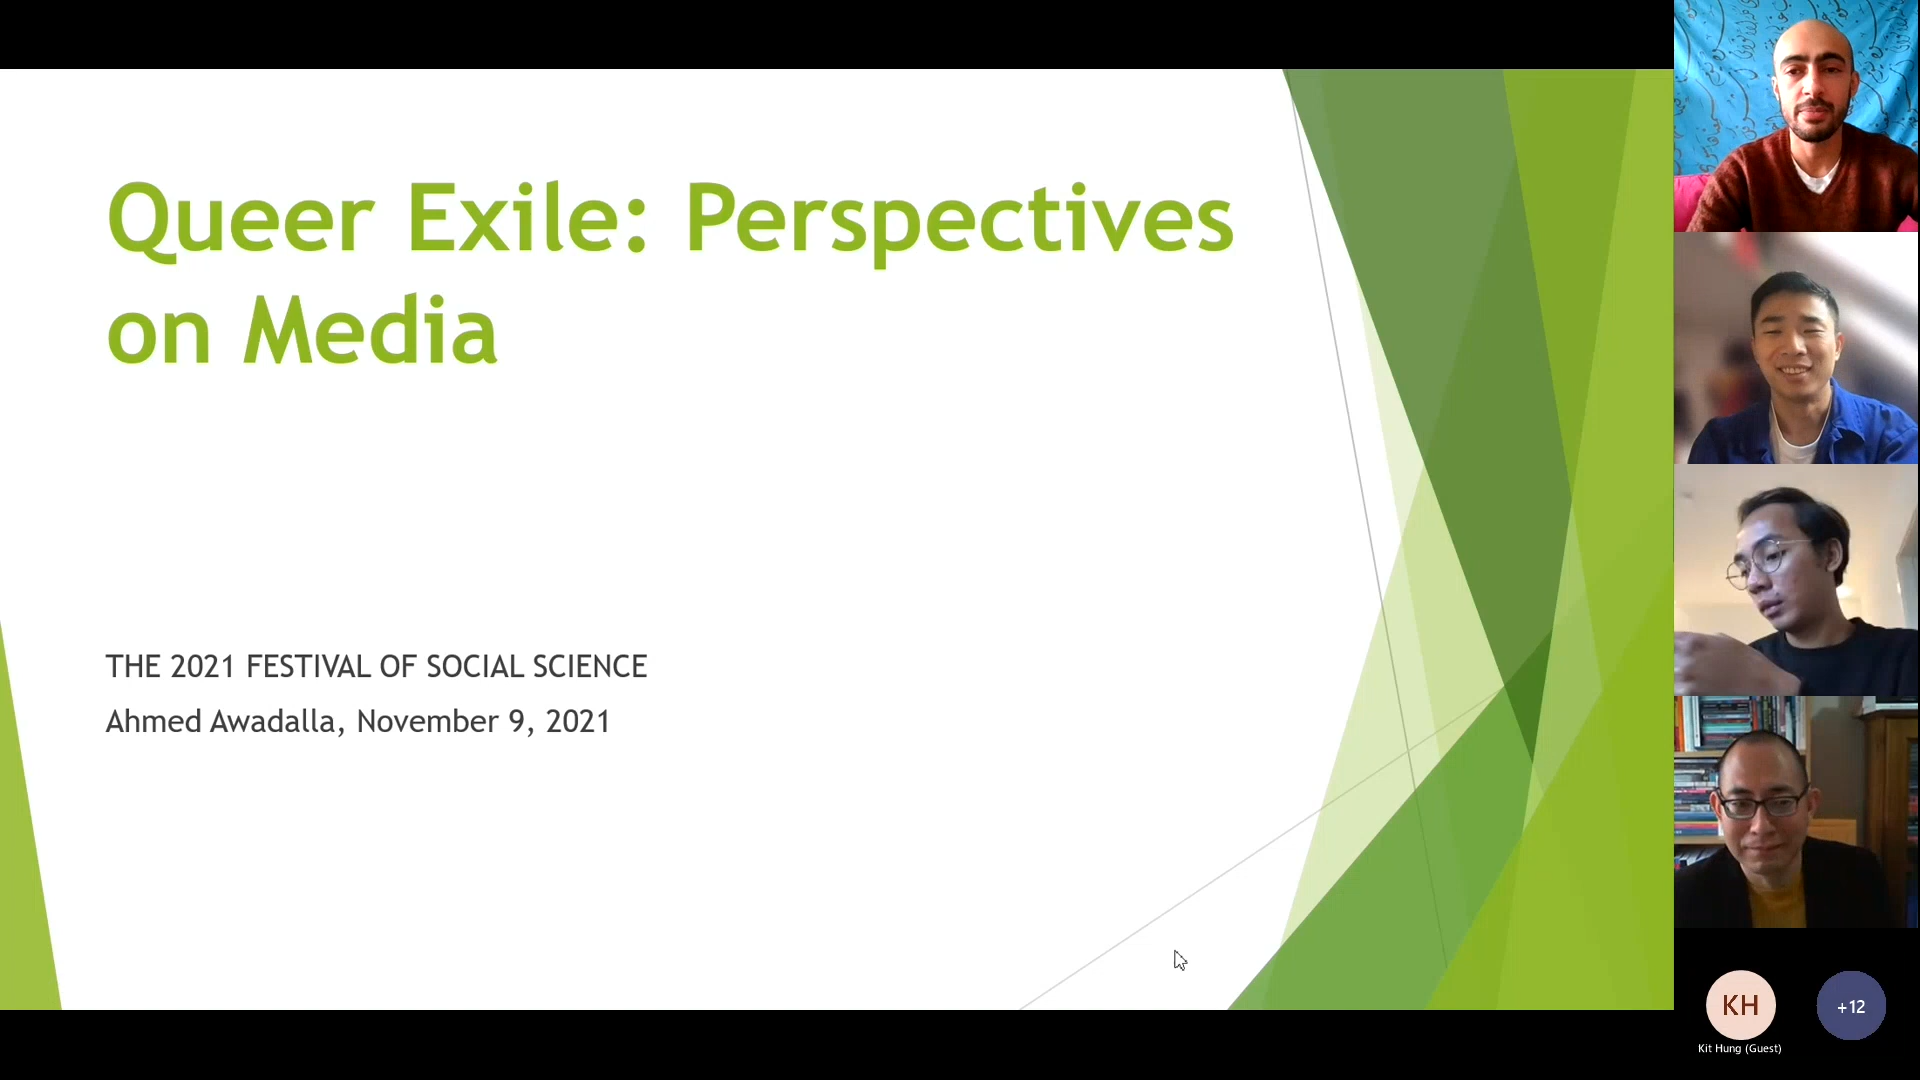 Queer Exile: Perspectives
on Media
THE 2021 FESTIVAL OF SOCIAL SCIENCE
Ahmed Awadalla, November 9, 2021
KH
+12
Kit Hung (Guest)